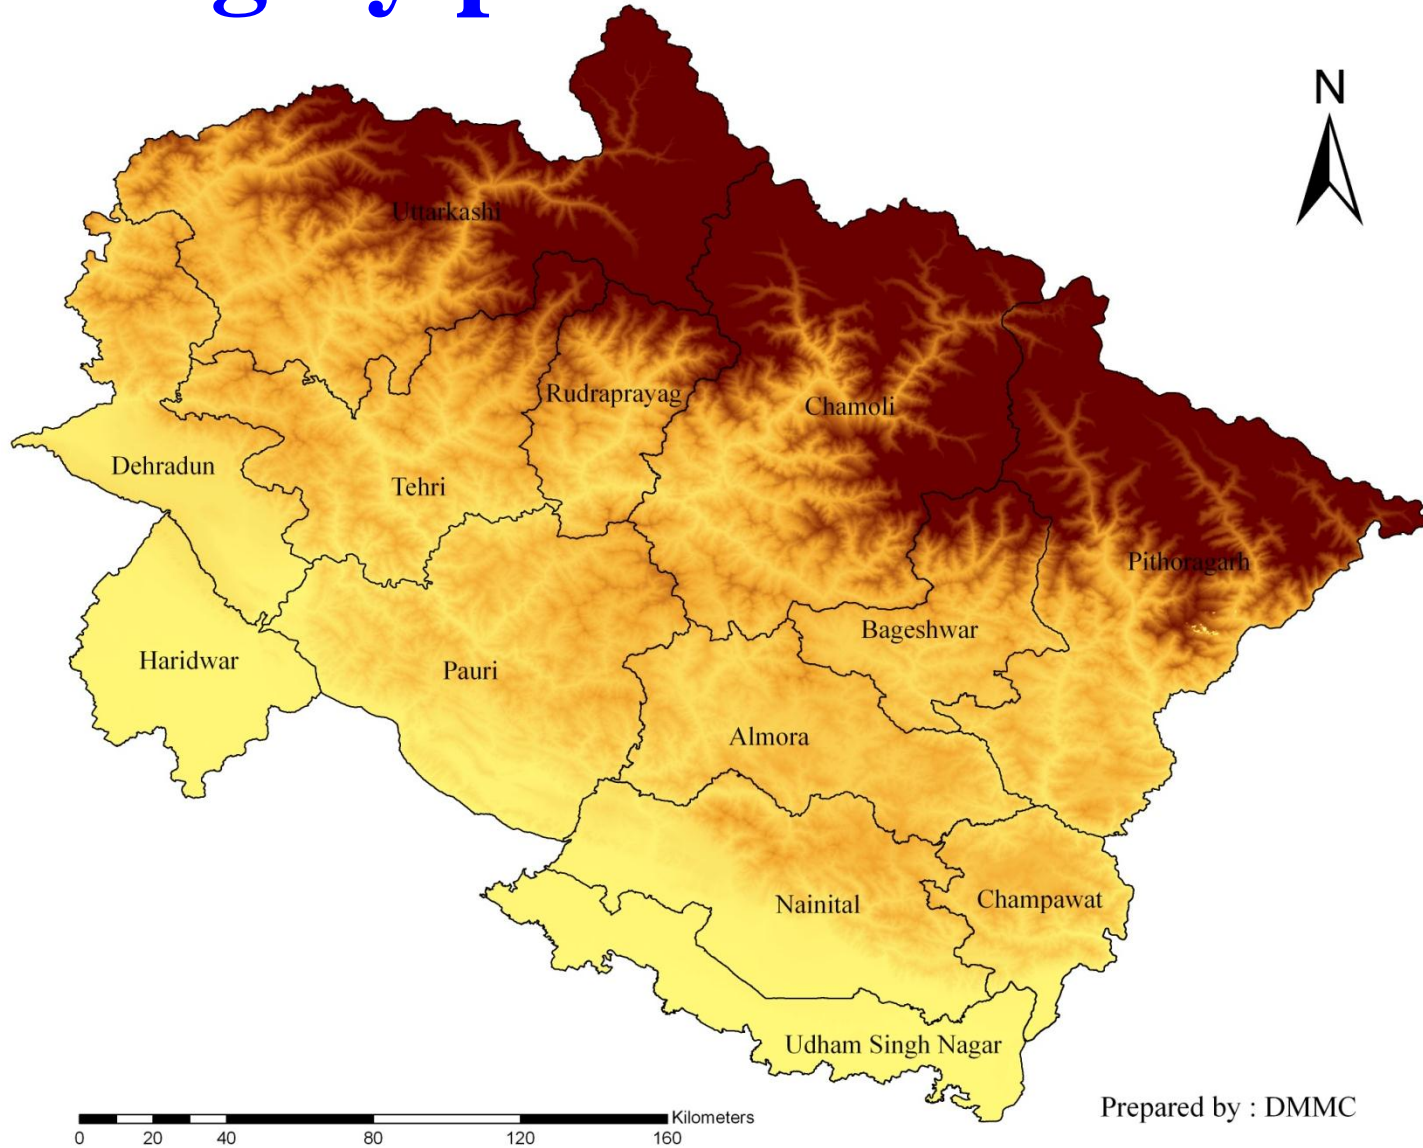 N
Uttarkashi
Rudraprayag
Chamoli
Dehradun
Tehri
Pithoragarh
Bageshwar
Haridwar
Pauri
Almora
Nainital
Champawat
Udham Singh Nagar
Kilometers
0 20 40 80 120 160
Prepared by : DMMC